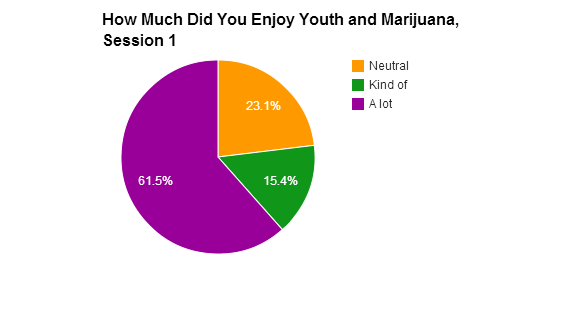 How Much Did You Enjoy Youth and Marijuana,
Session 1
Neutral
Kind of
A lot
23.1%
15.4%
61.5%